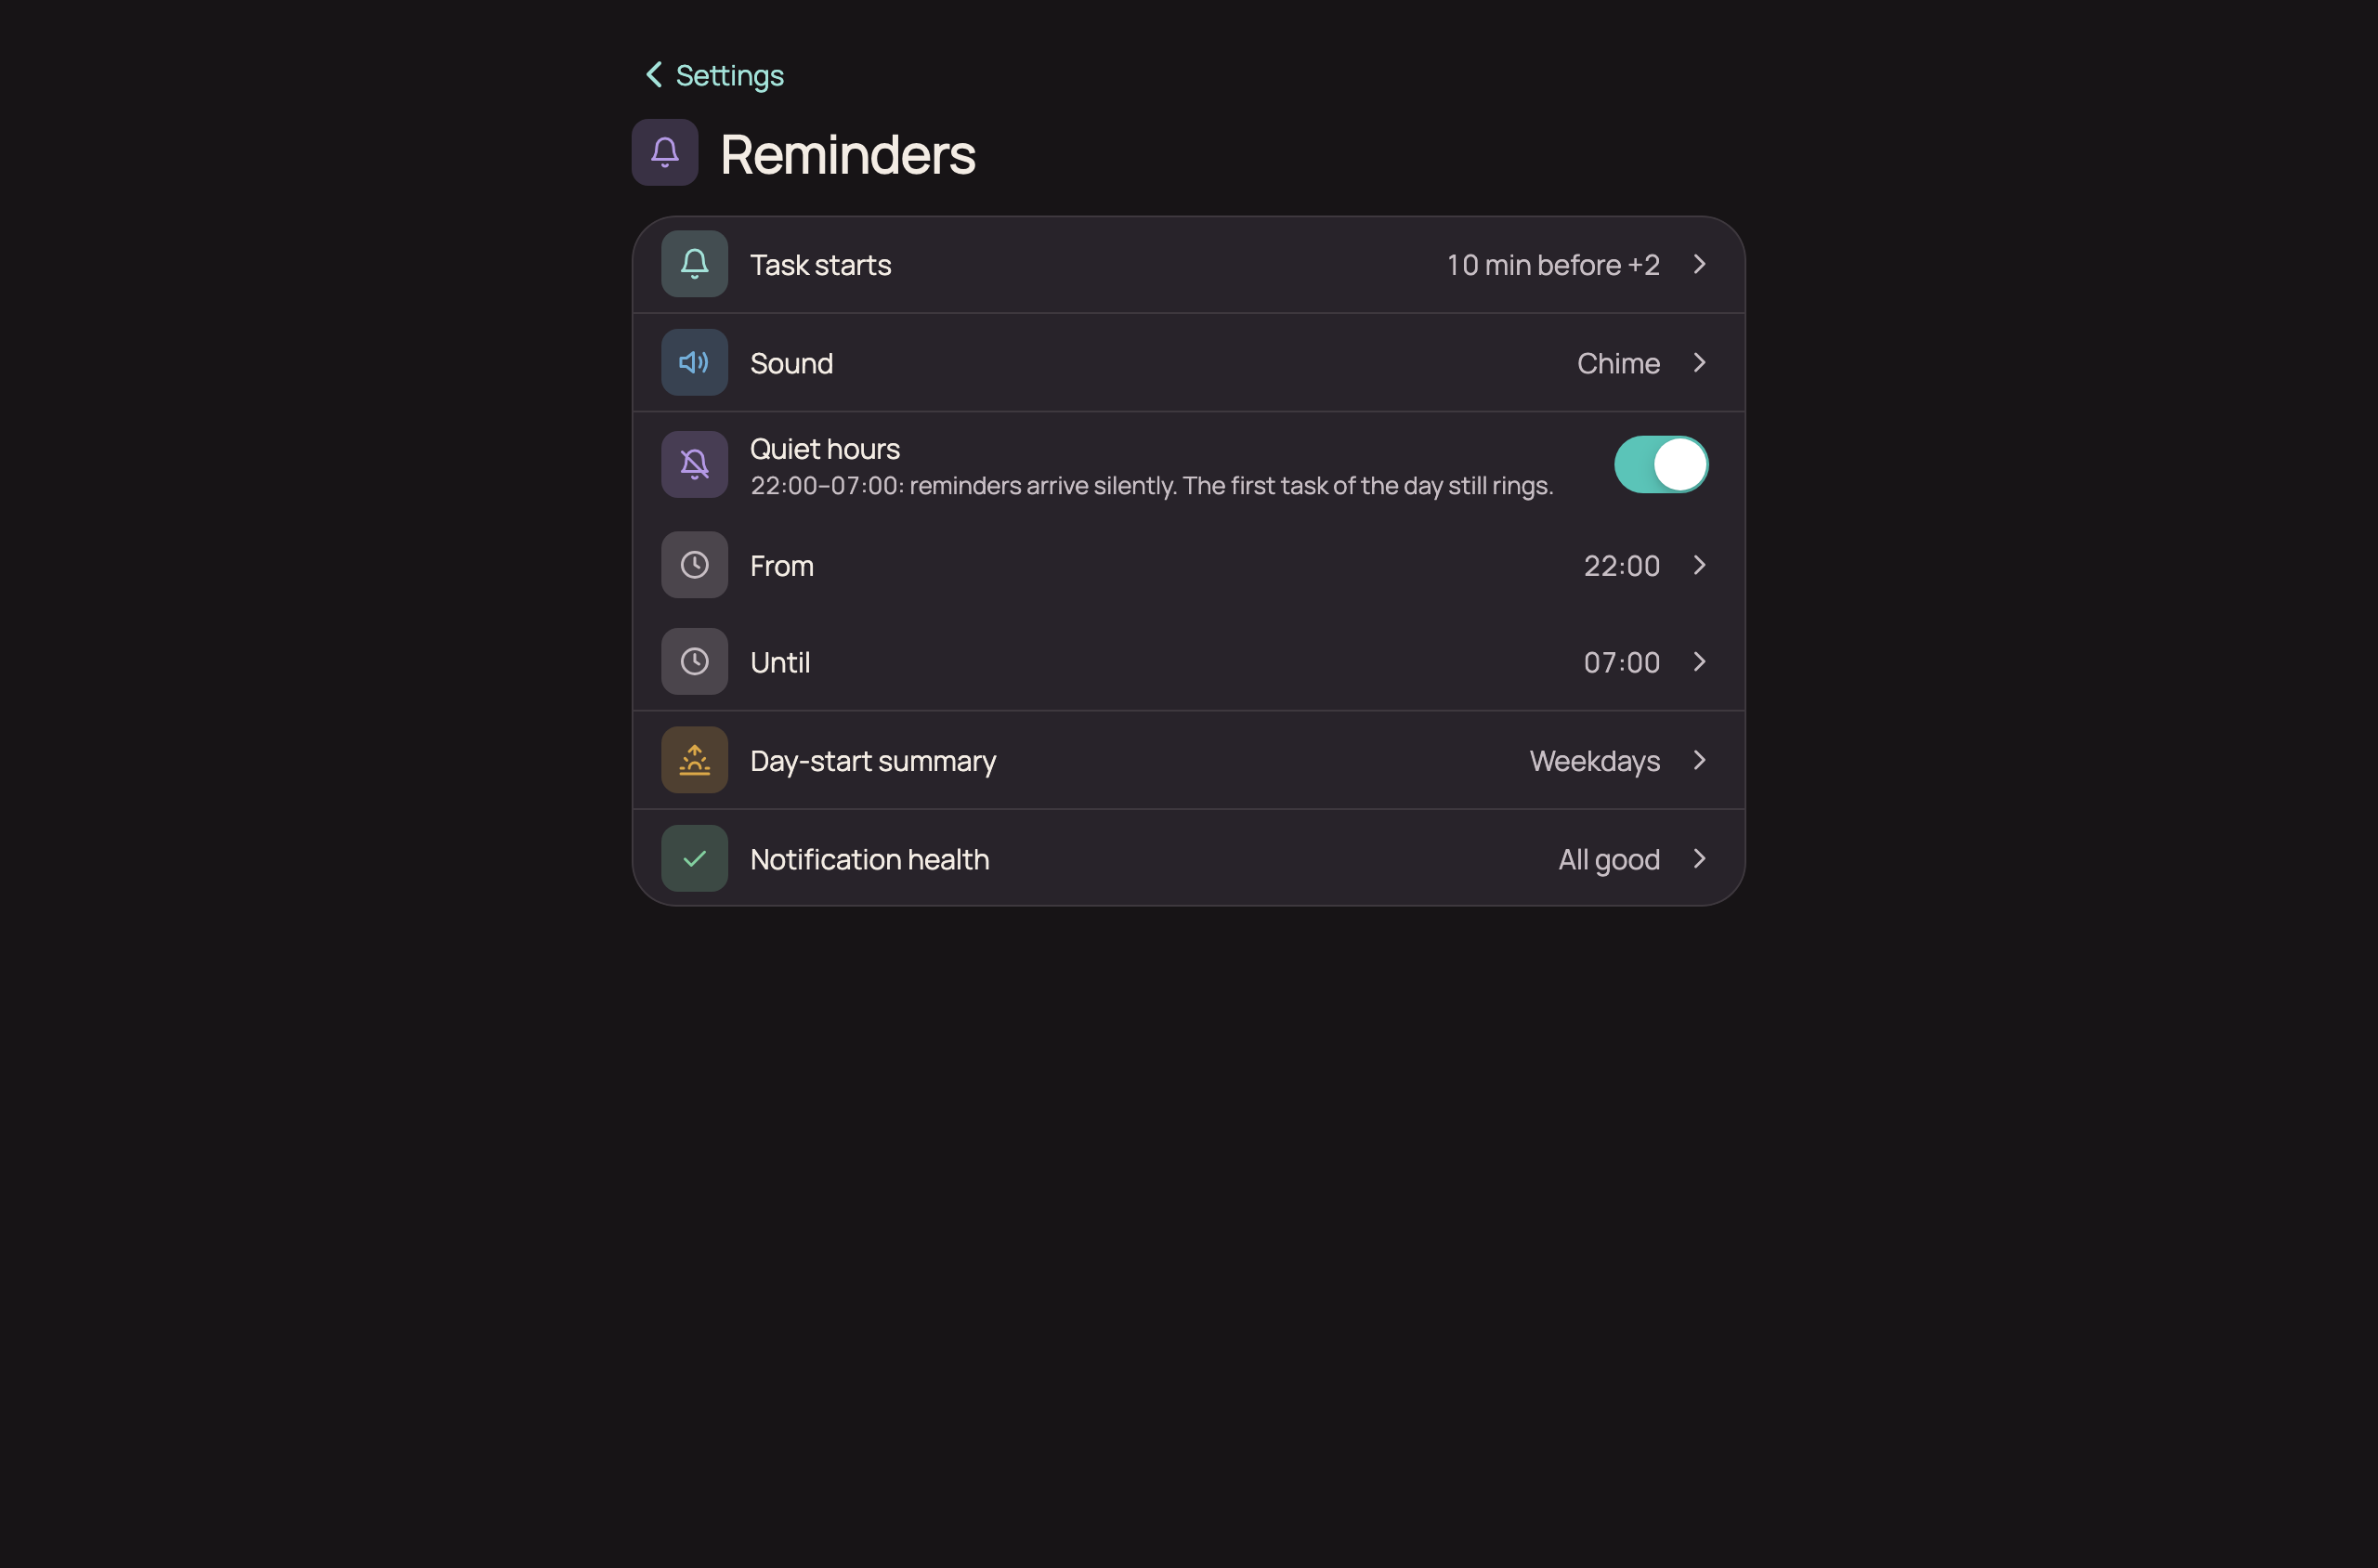 Settings
Reminders
Task starts 10 min before +2
Sound Chime
Quiet hours
22:00–07:00: reminders arrive silently. The first task of the day still rings.
From 22:00
Until 07:00
Day-start summary Weekdays
Notification health All good